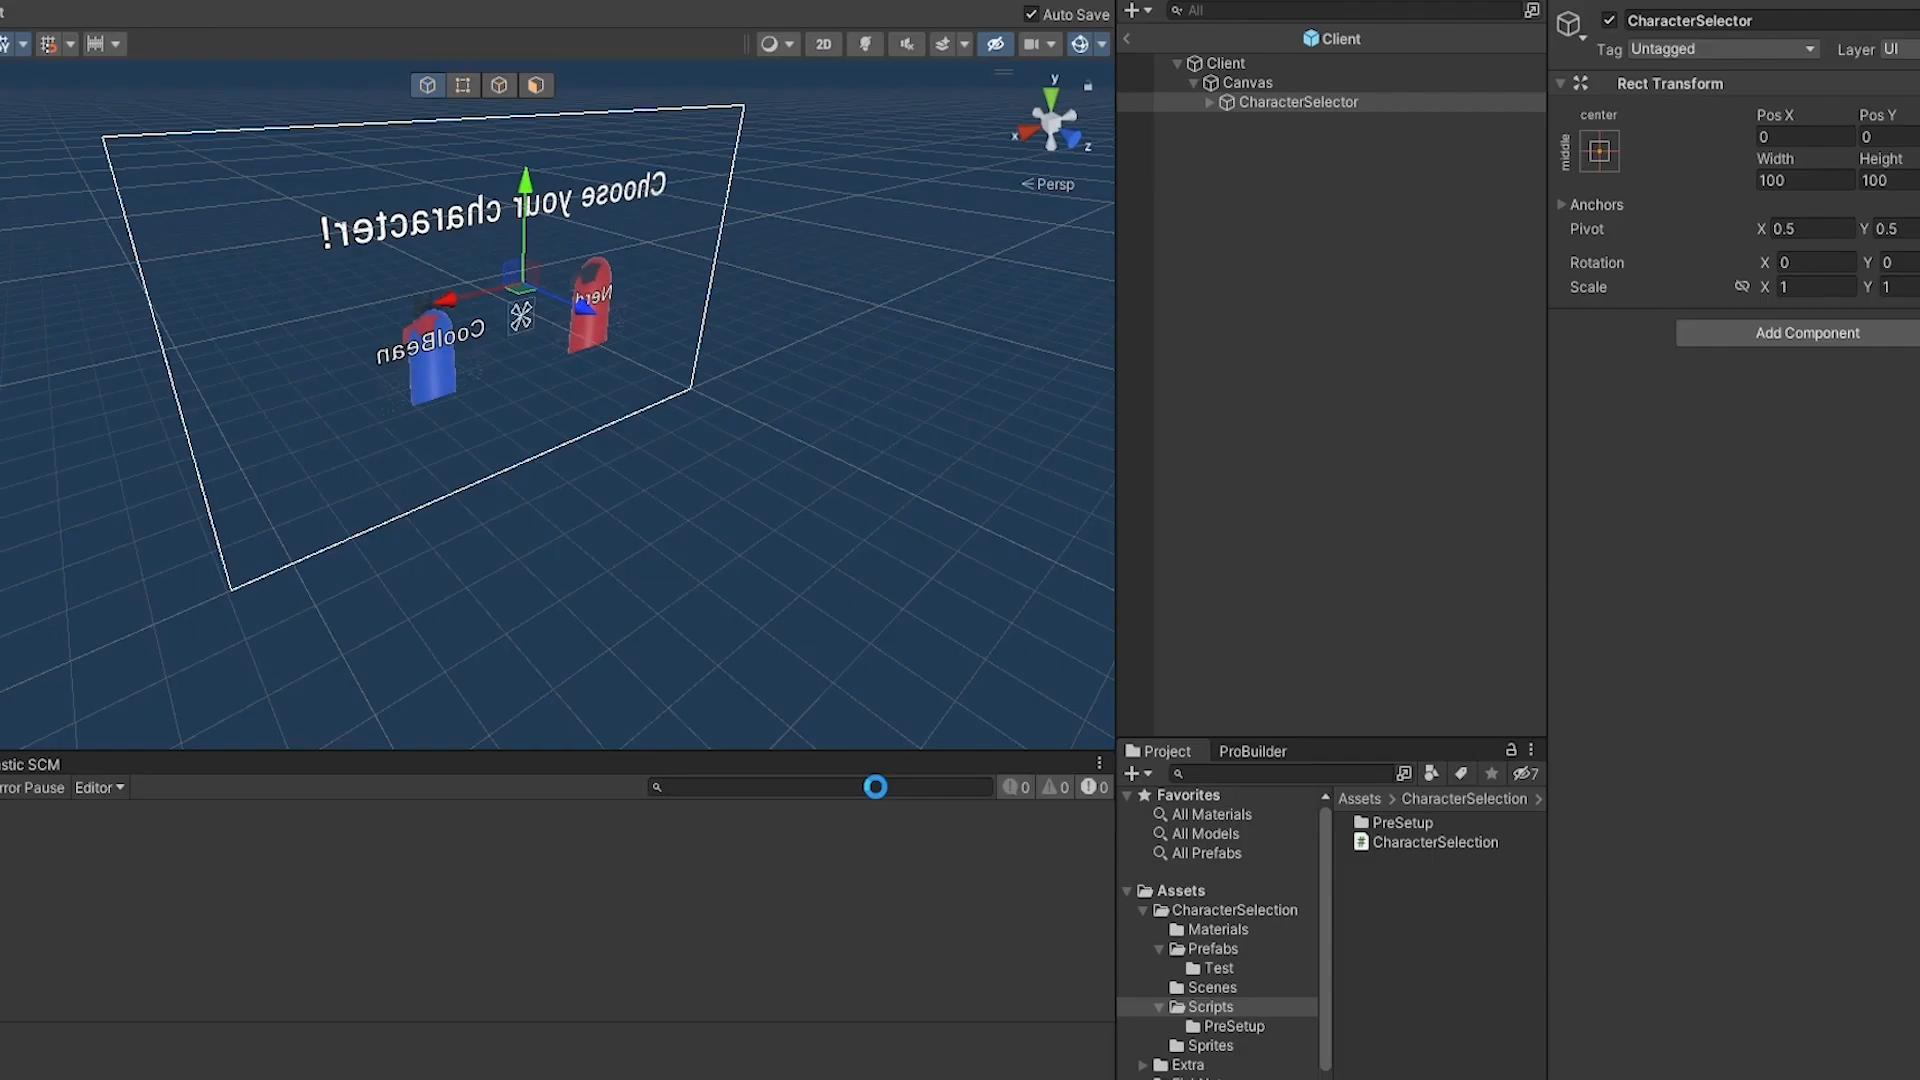 t
Auto Save
All
CharacterSelector
Y
2D
Client
Tag Untagged Layer UI
Client
Canvas
CharacterSelector
Rect Transform
y
x
z
Persp
center
middle
Pos X Pos Y
0 0
Width Height
100 100
Anchors
Pivot X 0.5 Y 0.5
Rotation X 0 Y 0
Scale X 1 Y 1
Add Component
Choose your character!
Nerd
CoolBean
stic SCM
rror Pause Editor
0 0 0
Project ProBuilder
7
Favorites
All Materials
All Models
All Prefabs
Assets
CharacterSelection
Materials
Prefabs
Test
Scenes
Scripts
PreSetup
Sprites
Extra
Assets > CharacterSelection >
PreSetup
# CharacterSelection